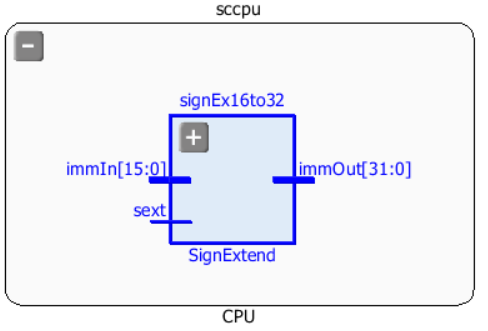 sccpu
signEx16to32
immIn[15:0]
immOut[31:0]
sext
SignExtend
CPU